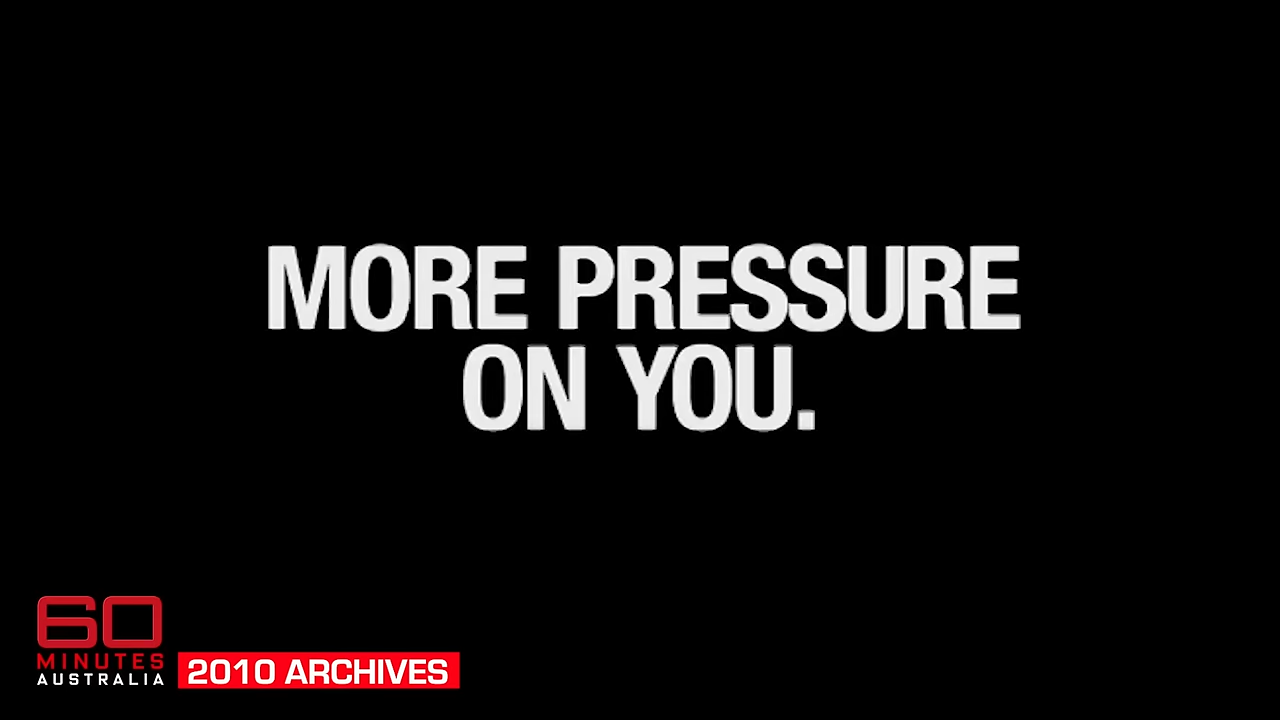 MORE PRESSURE
ON YOU.
60
MINUTES
AUSTRALIA
2010 ARCHIVES